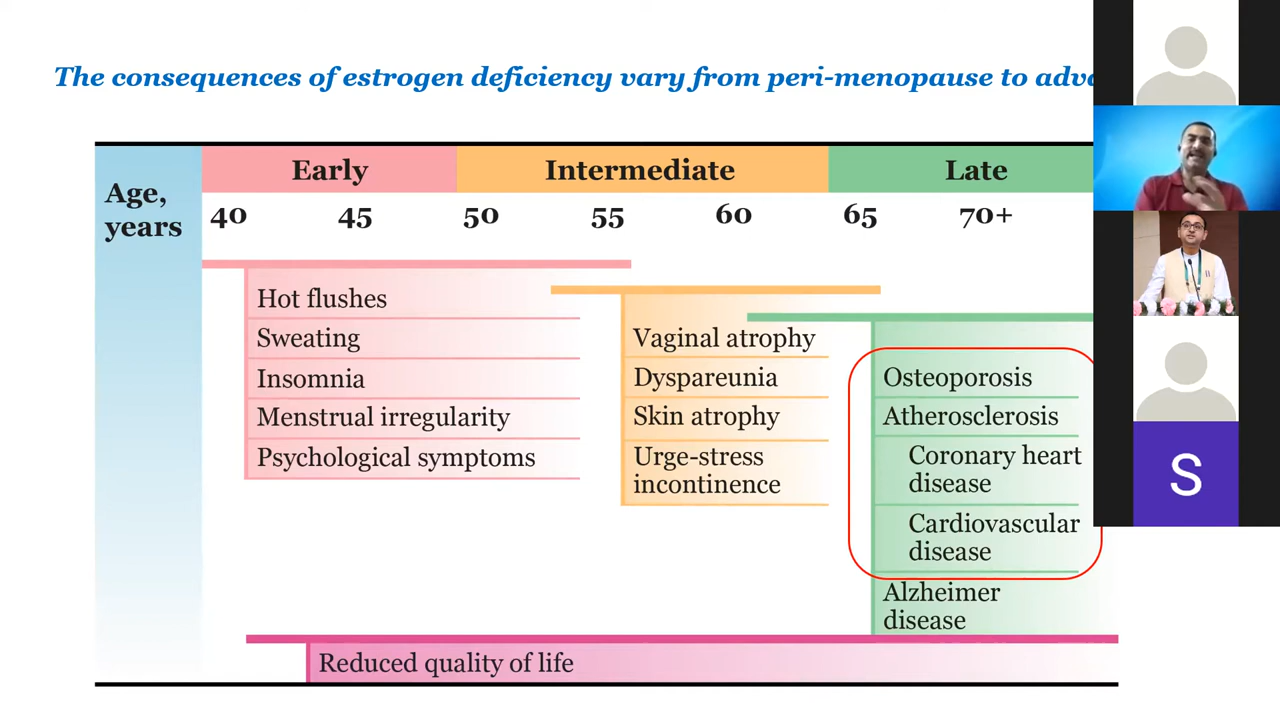 The consequences of estrogen deficiency vary from peri-menopause to
Early Intermediate Late
Age,
years
40 45 50 55 60 65 70+
Hot flushes
Sweating
Insomnia
Menstrual irregularity
Psychological symptoms
Vaginal atrophy
Dyspareunia
Skin atrophy
Urge-stress
incontinence
Osteoporosis
Atherosclerosis
Coronary heart
disease
Cardiovascular
disease
Alzheimer
disease
Reduced quality of life
S